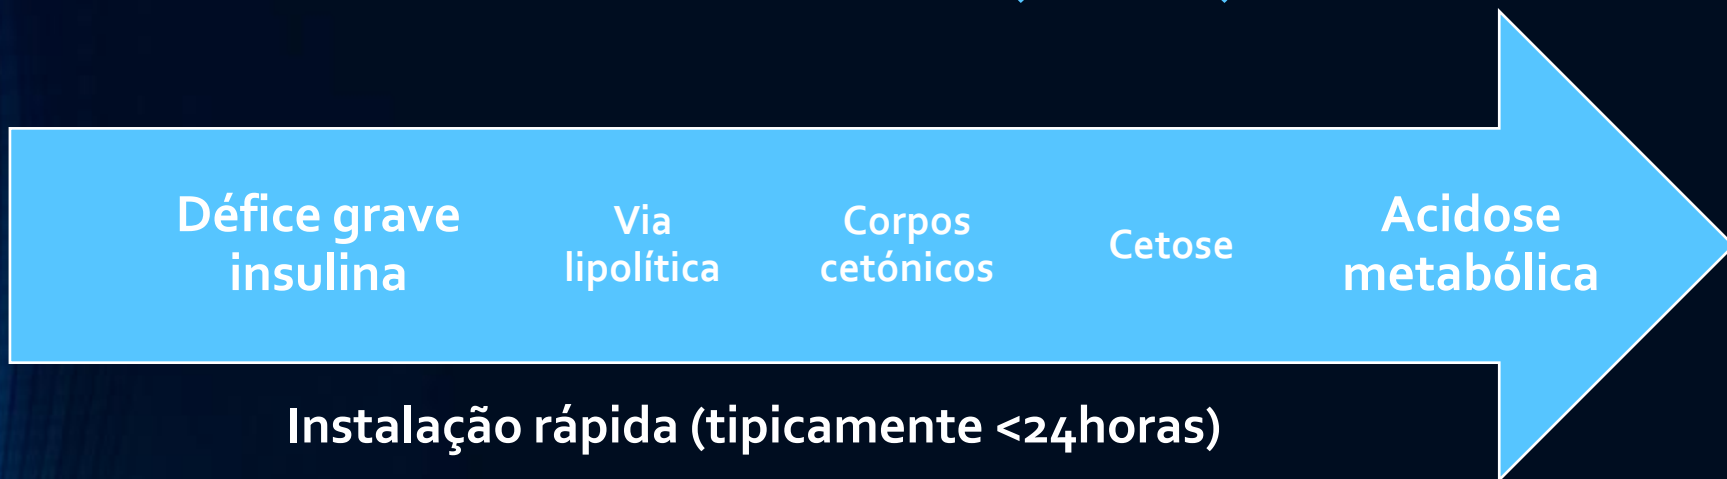 Défice grave
insulina
Via
lipolítica
Corpos
cetónicos
Cetose
Acidose
metabólica
Instalação rápida (tipicamente <24horas)